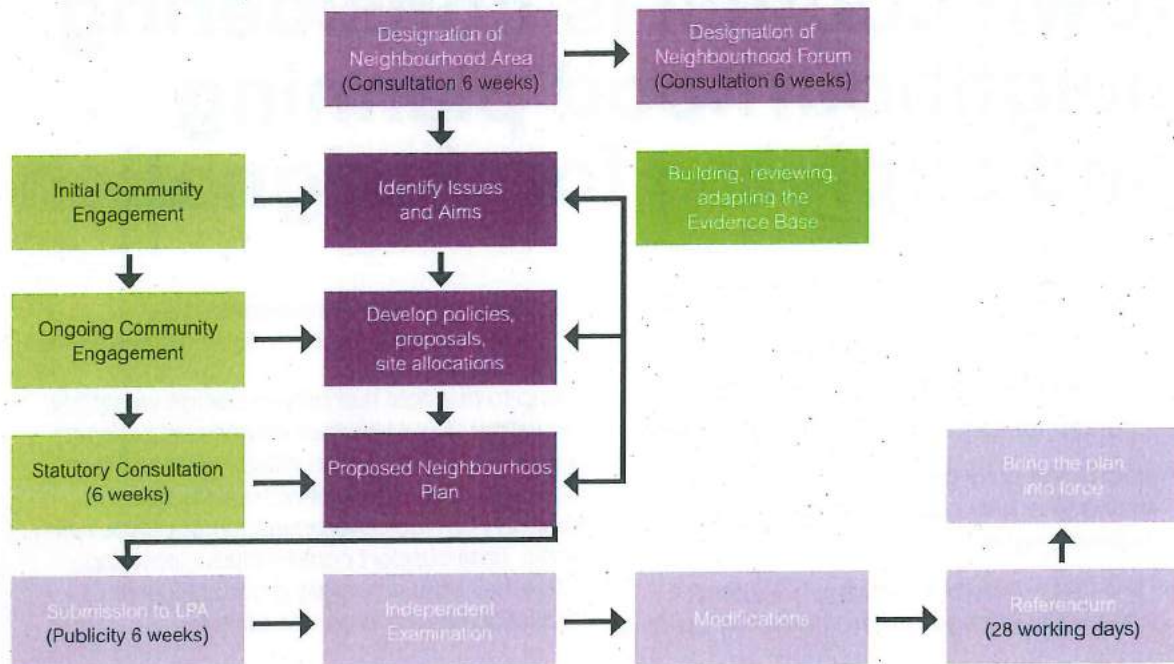 Designation of
Neighbourhood Area
(Consultation 6 weeks)
Designation of
Neighbourhood Forum
(Consultation 6 weeks)
Initial Community
Engagement
Identify Issues
and Aims
Building, reviewing,
adapting the
Evidence Base
Ongoing Community
Engagement
Develop policies,
proposals,
site allocations
Statutory Consultation
(6 weeks)
Proposed Neighbourhoos
Plan
Bring the plan
into force
Submission to LPA
(Publicity 6 weeks)
Independent
Examination
Modifications
Referendum
(28 working days)